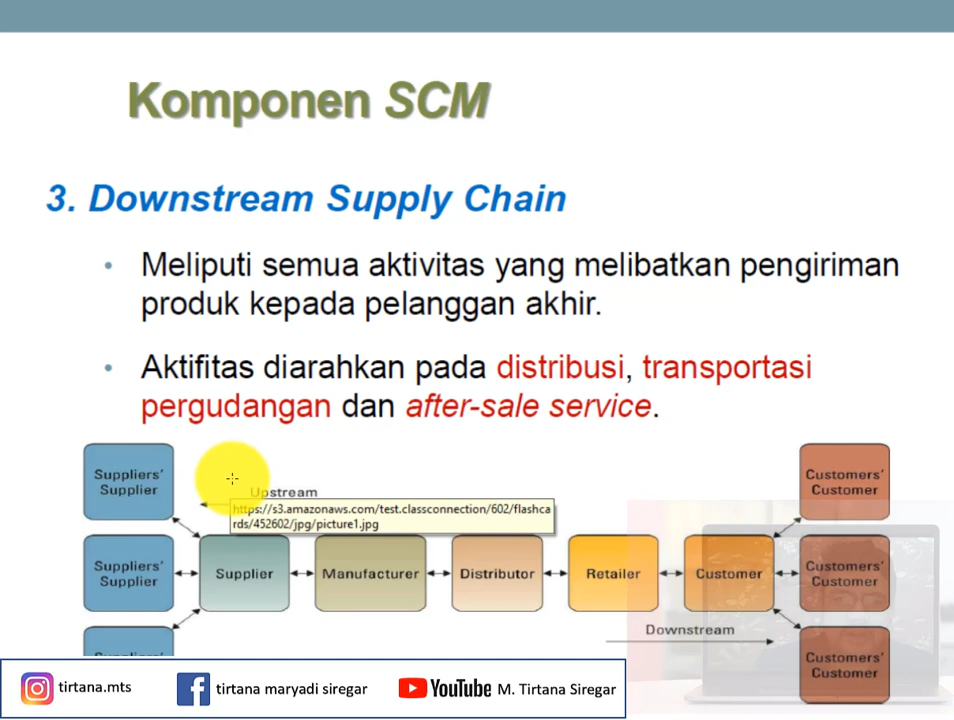 Komponen SCM
3. Downstream Supply Chain
• Meliputi semua aktivitas yang melibatkan pengiriman
produk kepada pelanggan akhir.
• Aktifitas diarahkan pada distribusi, transportasi
pergudangan dan after-sale service.
Suppliers'
Supplier
Upstream
https://s3.amazonaws.com/test.classconnection/602/flashca
rds/452602/jpg/picture1.jpg
Customers'
Customer
Suppliers'
Supplier
Supplier
Manufacturer
Distributor
Retailer
Customer
Customers'
Customer
Downstream
Suppliers'
Customers'
Customer
tirtana.mts
tirtana maryadi siregar
YouTube M. Tirtana Siregar